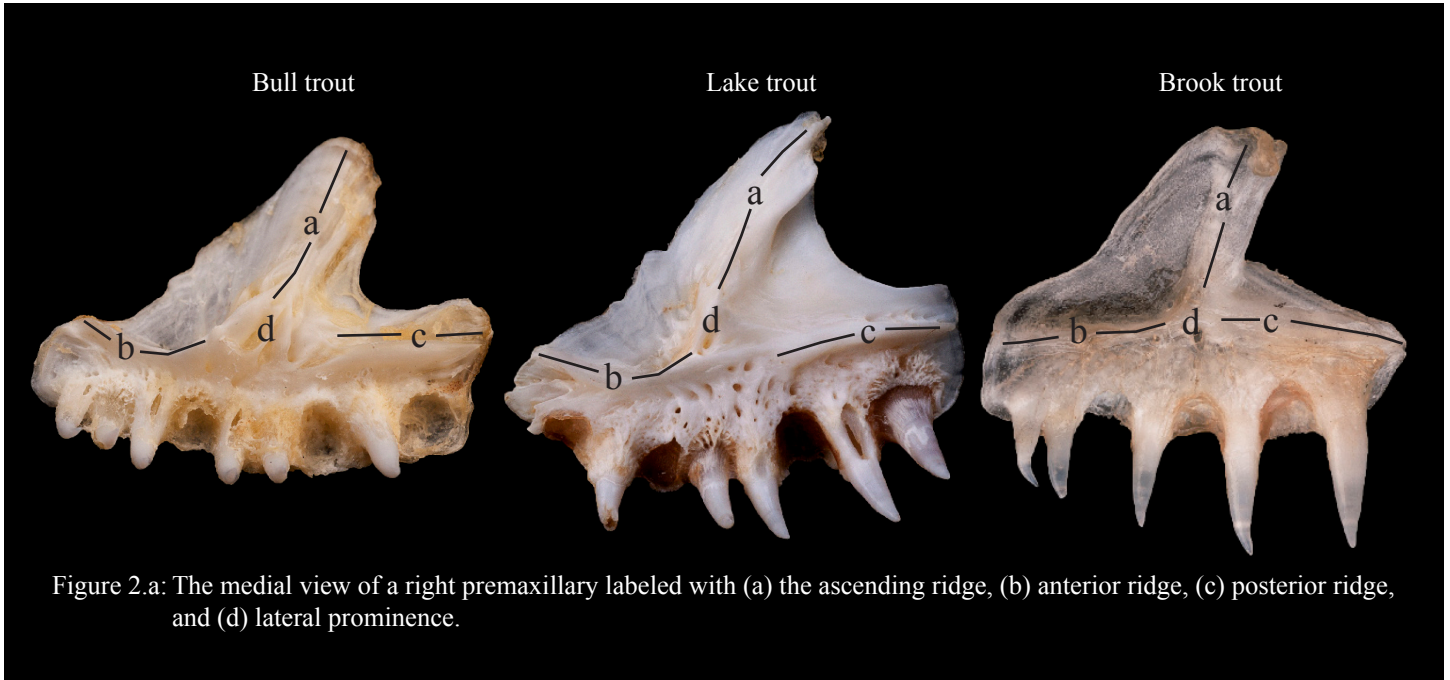 Bull trout
Lake trout
Brook trout
a
b
c
d
a
b
c
d
a
b
c
d
Figure 2.a: The medial view of a right premaxillary labeled with (a) the ascending ridge, (b) anterior ridge, (c) posterior ridge,
and (d) lateral prominence.